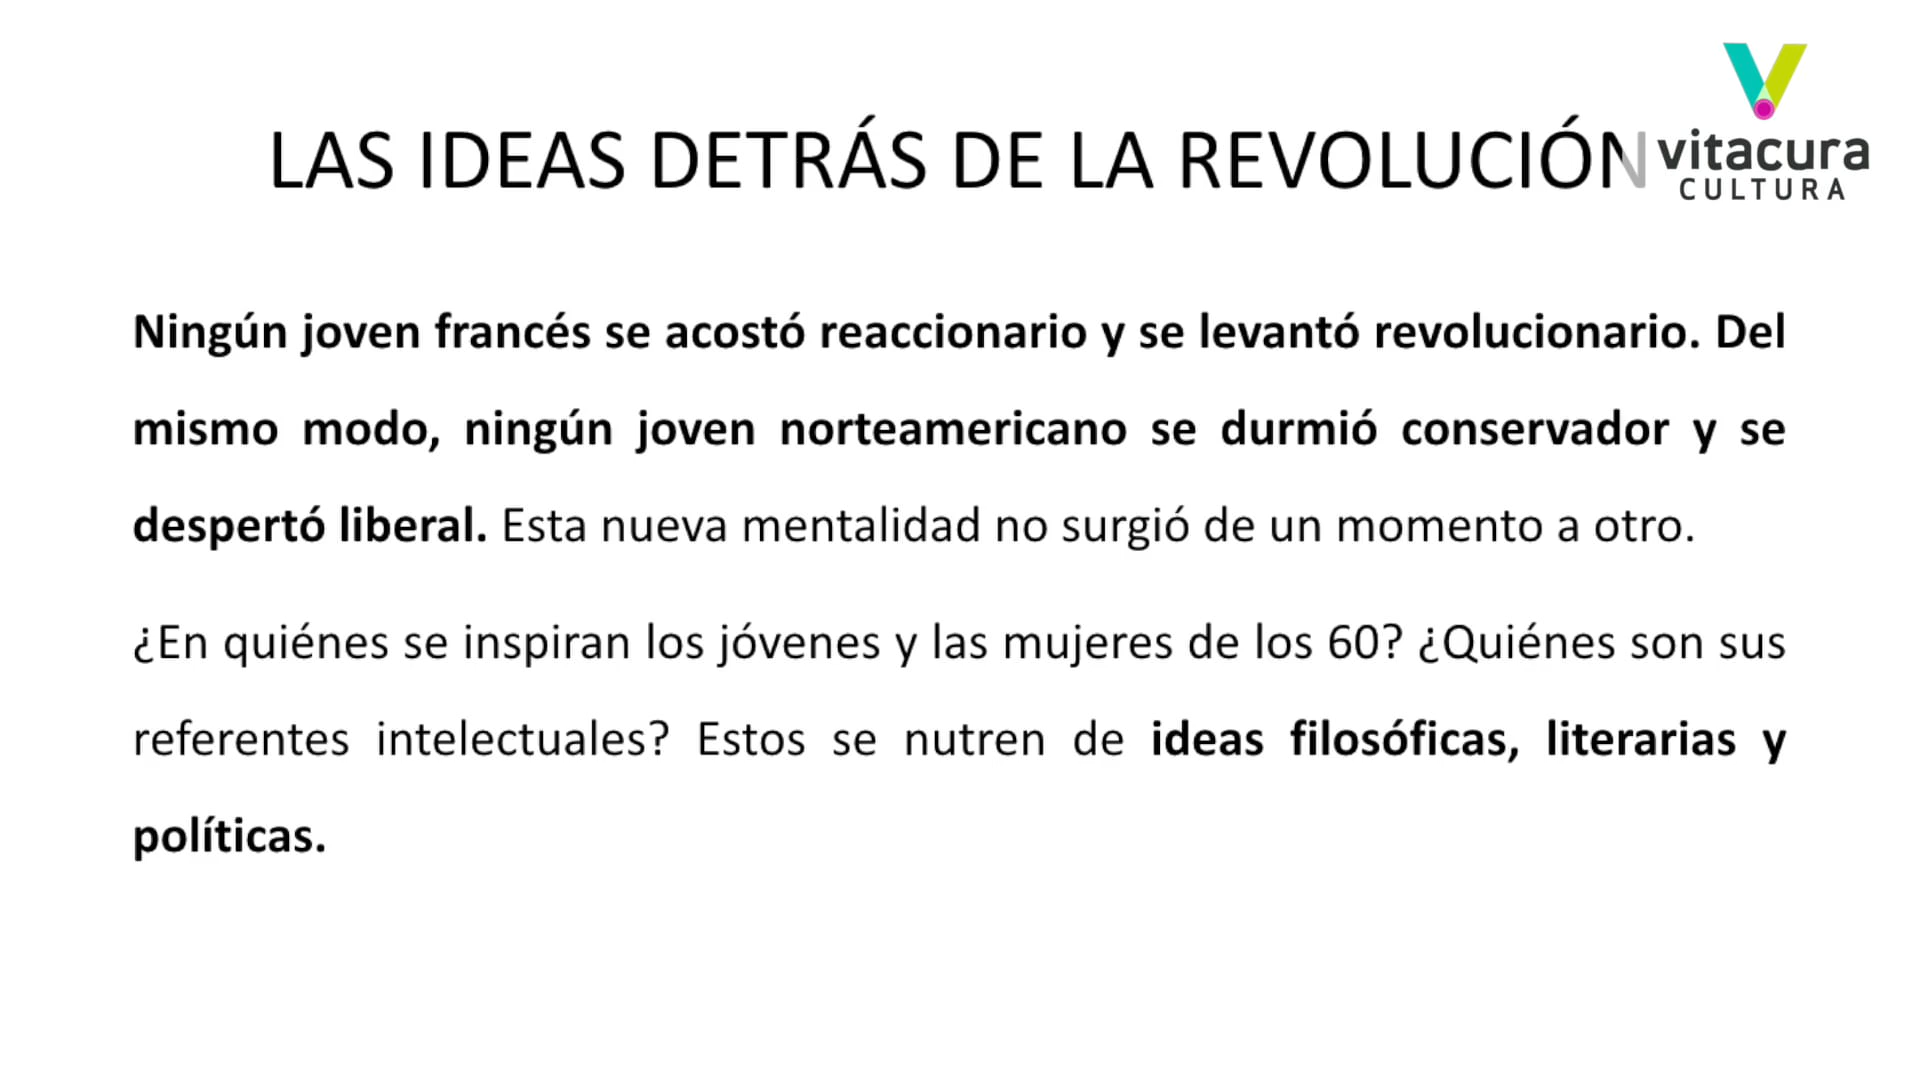 LAS IDEAS DETRÁS DE LA REVOLUCIÓN
vitacura
CULTURA
Ningún joven francés se acostó reaccionario y se levantó revolucionario. Del
mismo modo, ningún joven norteamericano se durmió conservador y se
despertó liberal. Esta nueva mentalidad no surgió de un momento a otro.
¿En quiénes se inspiran los jóvenes y las mujeres de los 60? ¿Quiénes son sus
referentes intelectuales? Estos se nutren de ideas filosóficas, literarias y
políticas.